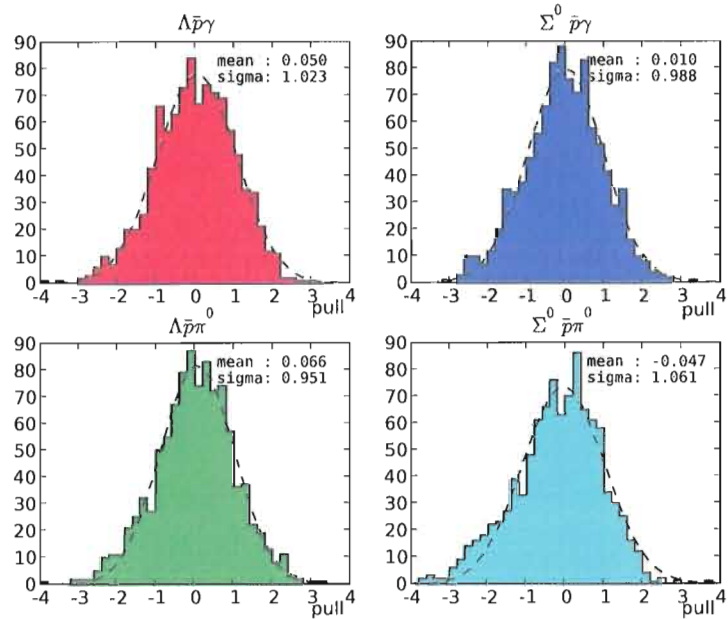 Λp̄γ
90
80
70
60
50
40
30
20
10
0
mean : 0.050
sigma: 1.023
-4 -3 -2 -1 0 1 2 3 4
pull
Σ⁰ p̄γ
90
80
70
60
50
40
30
20
10
0
mean : 0.010
sigma: 0.988
-4 -3 -2 -1 0 1 2 3 4
pull
Λp̄π⁰
90
80
70
60
50
40
30
20
10
0
mean : 0.066
sigma: 0.951
-4 -3 -2 -1 0 1 2 3 4
pull
Σ⁰ p̄π⁰
90
80
70
60
50
40
30
20
10
0
mean : -0.047
sigma: 1.061
-4 -3 -2 -1 0 1 2 3 4
pull